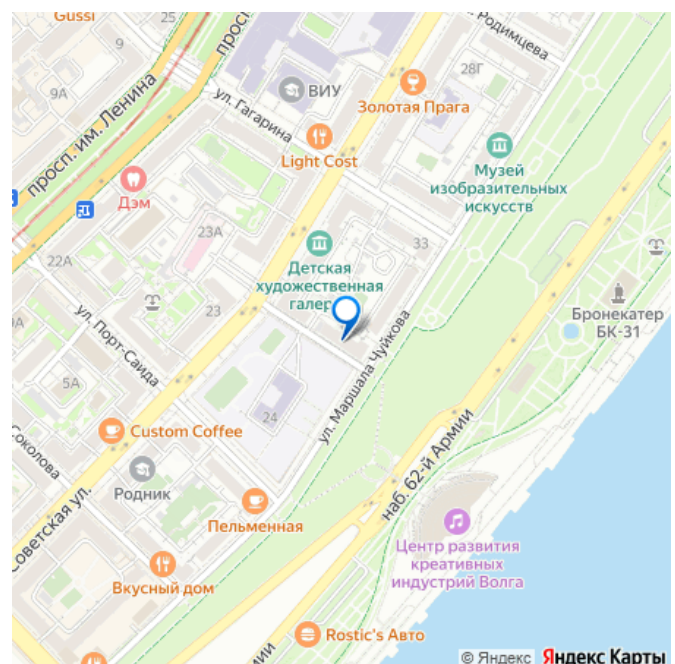 Gussi
9
просп.
Родимцева
9А
ВИУ
28Г
Золотая Прага
ул. Гагарина
просп. им. Ленина
Light Cost
Музей
изобразительных
искусств
Дэм
23А
33
22А
Детская
художественная
галерея
23
Бронекатер
БК-31
ул. Порт-Саида
ул. Маршала Чуйкова
5А
24
Custom Coffee
Соколова
Родник
Советская ул.
наб. 62-й Армии
Пельменная
Центр развития
креативных
индустрий Волга
Вкусный дом
Rostic's Авто
© Яндекс Яндекс Карты